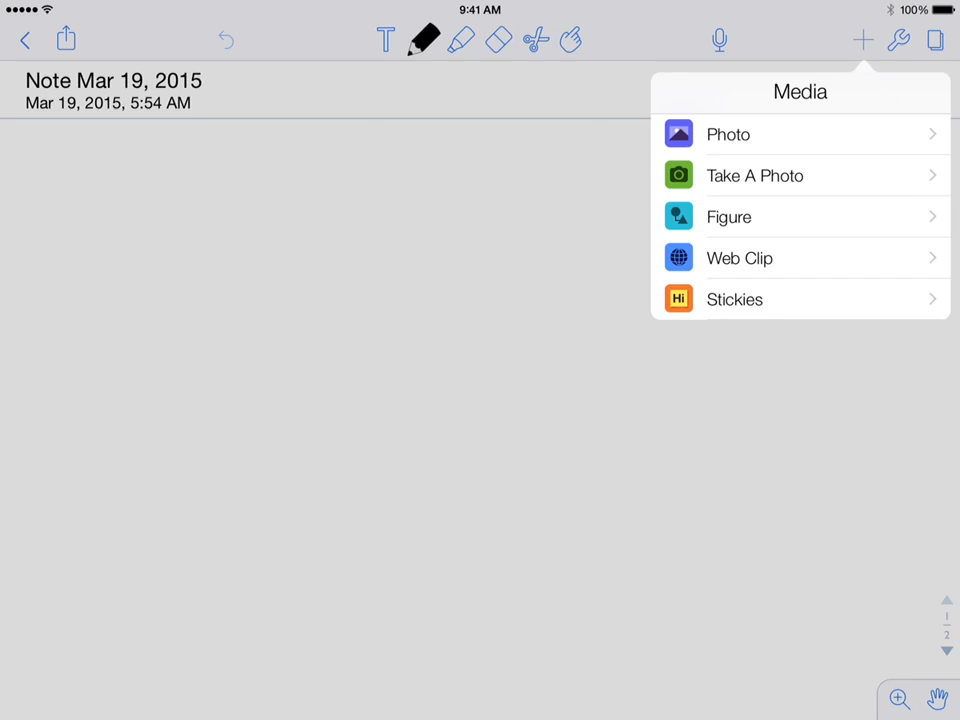 9:41 AM
100%
T
Note Mar 19, 2015
Mar 19, 2015, 5:54 AM
Media
Photo
Take A Photo
Figure
Web Clip
Hi Stickies
1
2